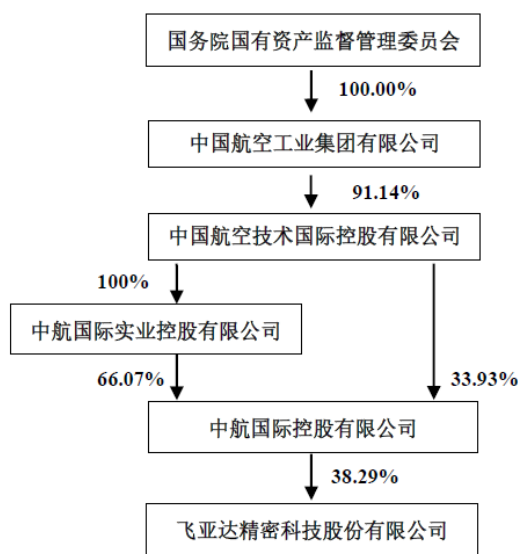 国务院国有资产监督管理委员会
100.00%
中国航空工业集团有限公司
91.14%
中国航空技术国际控股有限公司
100%
中航国际实业控股有限公司
66.07%
33.93%
中航国际控股有限公司
38.29%
飞亚达精密科技股份有限公司